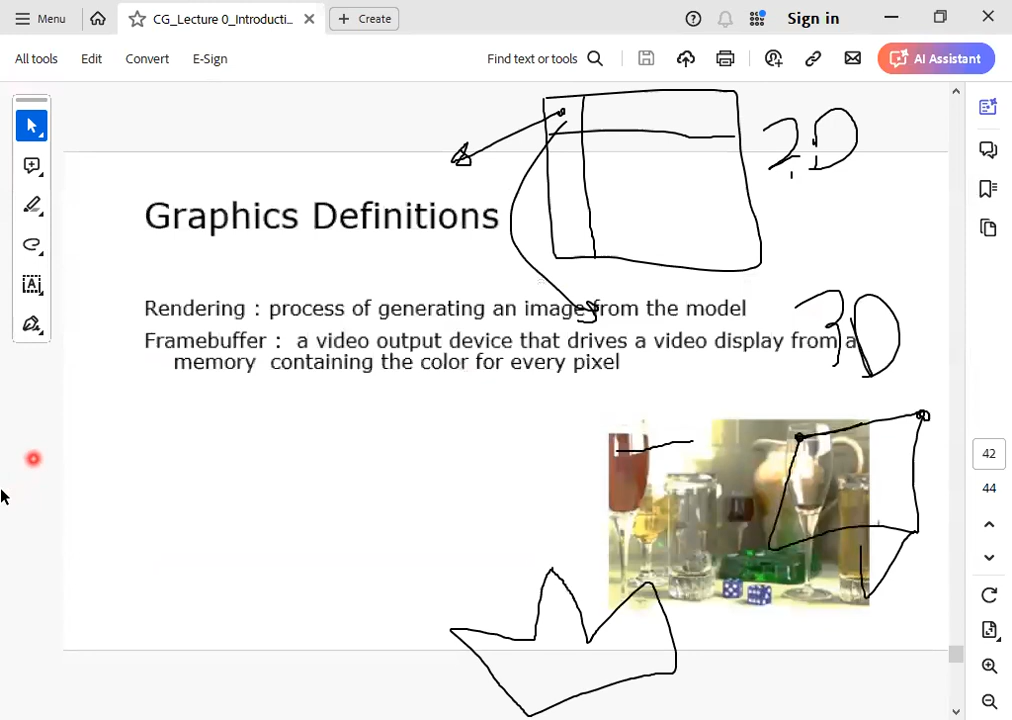 Menu
CG_Lecture 0_Introducti...
Create
Sign in
All tools
Edit
Convert
E-Sign
Find text or tools
AI Assistant
2D
Graphics Definitions
Rendering : process of generating an image from the model
3D
Framebuffer : a video output device that drives a video display from a
memory containing the color for every pixel
42
44